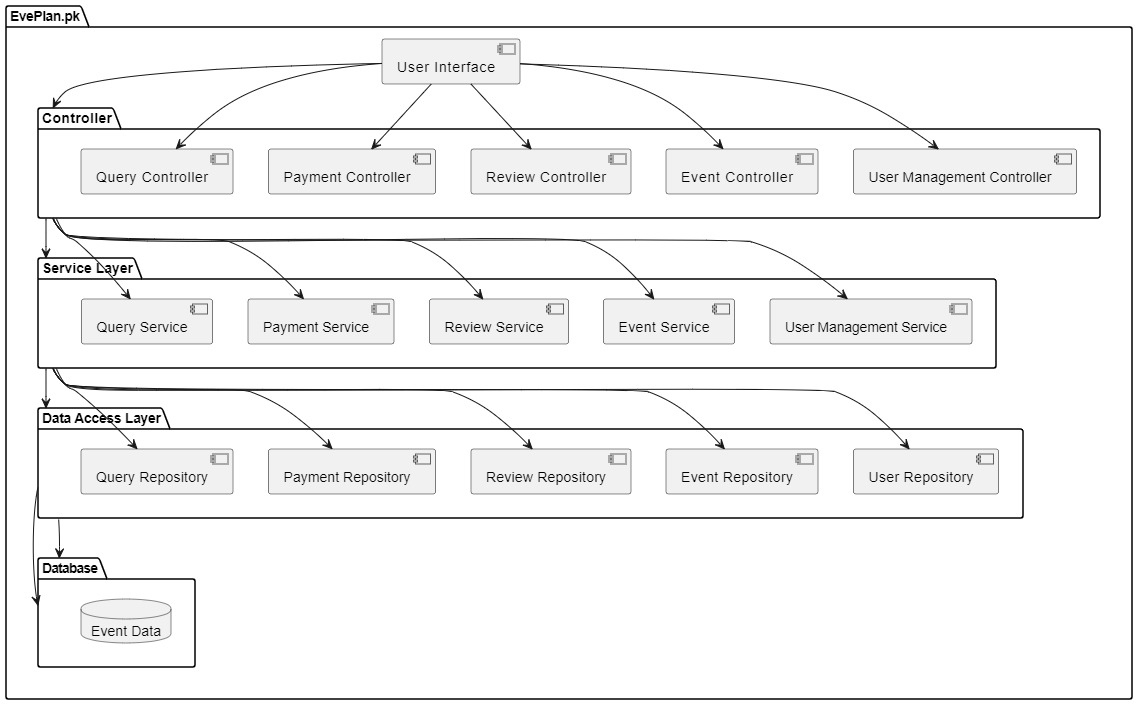 EvePlan.pk
User Interface
Controller
Query Controller
Payment Controller
Review Controller
Event Controller
User Management Controller
Service Layer
Query Service
Payment Service
Review Service
Event Service
User Management Service
Data Access Layer
Query Repository
Payment Repository
Review Repository
Event Repository
User Repository
Database
Event Data